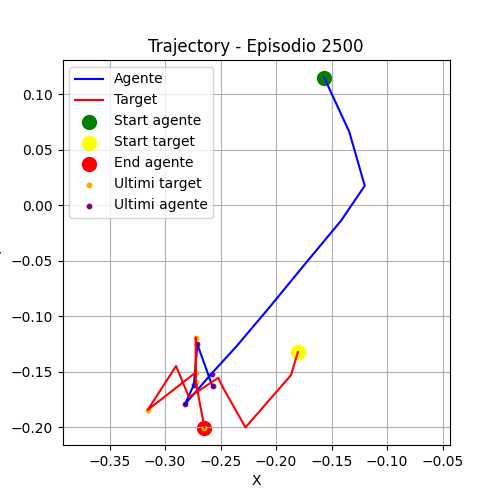 Trajectory - Episodio 2500
Agente
Target
Start agente
Start target
End agente
Ultimi target
Ultimi agente
0.10
0.05
0.00
−0.05
−0.10
−0.15
−0.20
−0.35
−0.30
−0.25
−0.20
−0.15
−0.10
−0.05
X